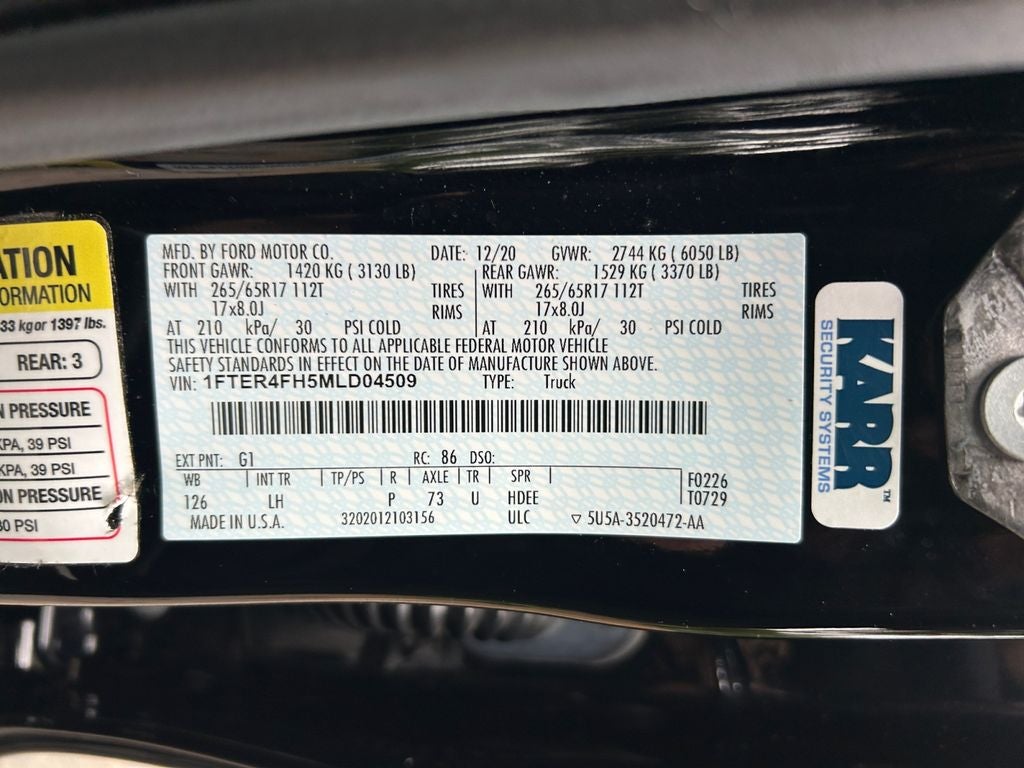 ATION
FORMATION
33 kg or 1397 lbs.
REAR: 3
N PRESSURE
KPA, 39 PSI
KPA, 39 PSI
ON PRESSURE
80 PSI
MFD. BY FORD MOTOR CO. DATE: 12/20 GVWR: 2744 KG ( 6050 LB)
FRONT GAWR: 1420 KG ( 3130 LB) REAR GAWR: 1529 KG ( 3370 LB)
WITH 265/65R17 112T TIRES WITH 265/65R17 112T TIRES
17x8.0J RIMS 17x8.0J RIMS
AT 210 kPa/ 30 PSI COLD AT 210 kPa/ 30 PSI COLD
THIS VEHICLE CONFORMS TO ALL APPLICABLE FEDERAL MOTOR VEHICLE
SAFETY STANDARDS IN EFFECT ON THE DATE OF MANUFACTURE SHOWN ABOVE.
VIN: 1FTER4FH5MLD04509 TYPE: Truck
EXT PNT: G1 RC: 86 DSO:
WB INT TR TP/PS R AXLE TR SPR F0226
126 LH P 73 U HDEE T0729
MADE IN U.S.A. 3202012103156 ULC ▽ 5U5A-3520472-AA
KARR™
SECURITY SYSTEMS